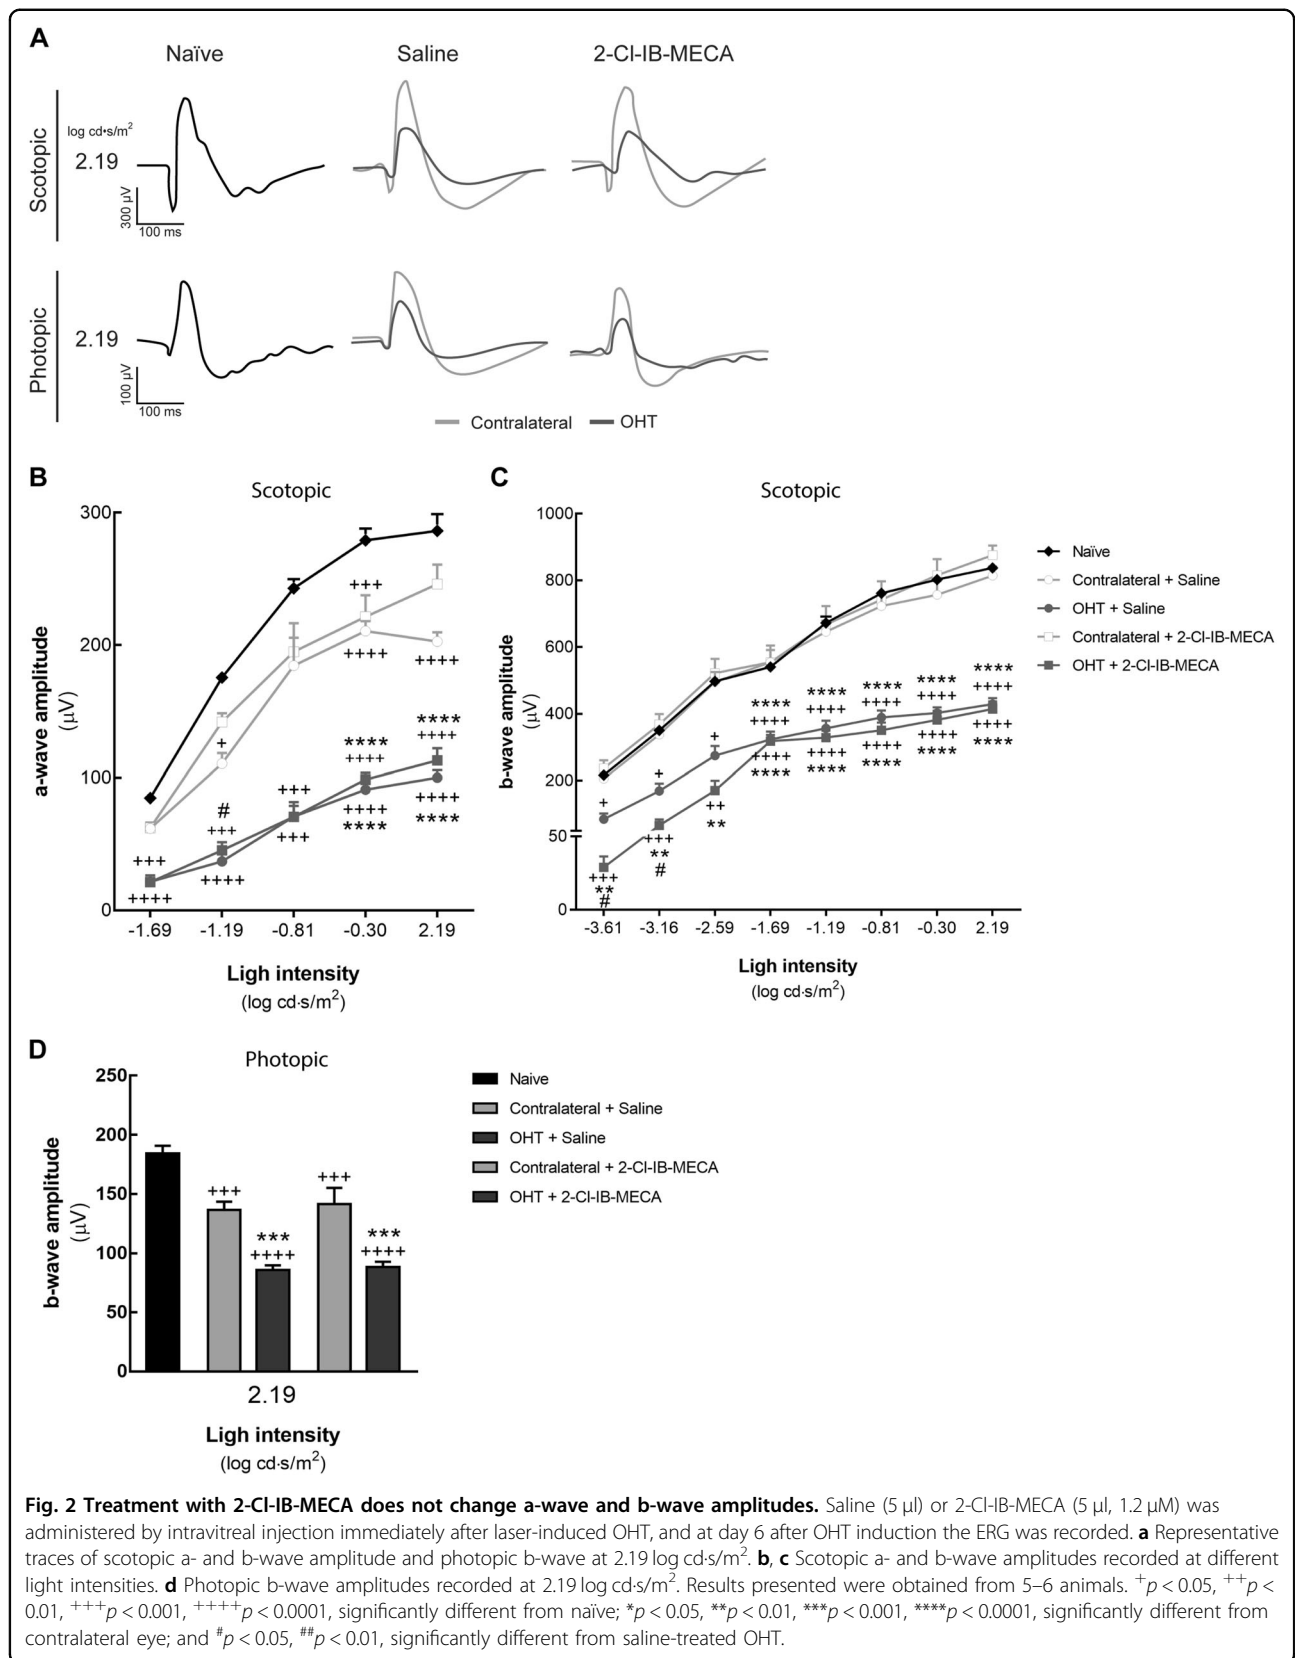 A
Naïve Saline 2-Cl-IB-MECA
Scotopic
log cd•s/m²
2.19
300 µV
100 ms
Photopic
2.19
100 µV
100 ms
Contralateral OHT
B
Scotopic
a-wave amplitude
(µV)
300
200
100
0
+++
++++
+
#
+++
++++
+++
+++
+++
++++
****
++++
++++
****
++++
****
++++
++++
****
-1.69 -1.19 -0.81 -0.30 2.19
Ligh intensity
(log cd·s/m²)
C
Scotopic
b-wave amplitude
(µV)
1000
800
600
400
200
50
0
+
+++
**
#
+
+++
**
#
+
++
**
****
++++
++++
****
****
++++
++++
****
****
++++
++++
****
****
++++
++++
****
****
++++
++++
****
-3.61 -3.16 -2.59 -1.69 -1.19 -0.81 -0.30 2.19
Ligh intensity
(log cd·s/m²)
Naïve
Contralateral + Saline
OHT + Saline
Contralateral + 2-Cl-IB-MECA
OHT + 2-Cl-IB-MECA
D
Photopic
b-wave amplitude
(µV)
250
200
150
100
50
0
+++
***
++++
+++
***
++++
2.19
Ligh intensity
(log cd·s/m²)
Naive
Contralateral + Saline
OHT + Saline
Contralateral + 2-Cl-IB-MECA
OHT + 2-Cl-IB-MECA
Fig. 2 Treatment with 2-Cl-IB-MECA does not change a-wave and b-wave amplitudes. Saline (5 µl) or 2-Cl-IB-MECA (5 µl, 1.2 µM) was
administered by intravitreal injection immediately after laser-induced OHT, and at day 6 after OHT induction the ERG was recorded. a Representative
traces of scotopic a- and b-wave amplitude and photopic b-wave at 2.19 log cd·s/m². b, c Scotopic a- and b-wave amplitudes recorded at different
light intensities. d Photopic b-wave amplitudes recorded at 2.19 log cd·s/m². Results presented were obtained from 5–6 animals. ⁺p < 0.05, ⁺⁺p <
0.01, ⁺⁺⁺p < 0.001, ⁺⁺⁺⁺p < 0.0001, significantly different from naïve; *p < 0.05, **p < 0.01, ***p < 0.001, ****p < 0.0001, significantly different from
contralateral eye; and #p < 0.05, ##p < 0.01, significantly different from saline-treated OHT.